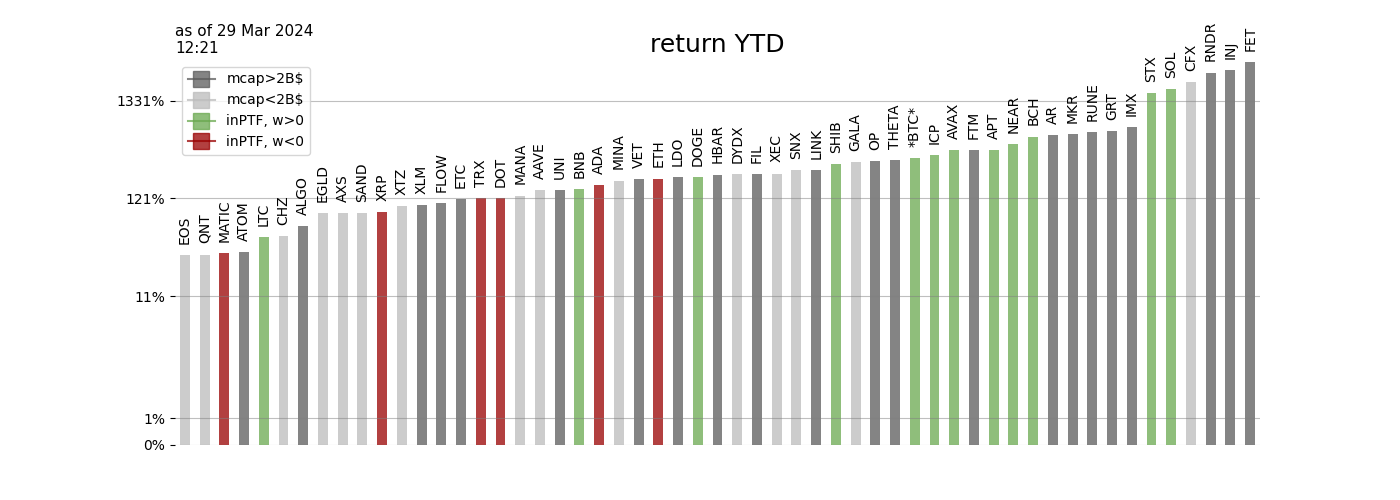 as of 29 Mar 2024
12:21
return YTD
mcap>2B$
mcap<2B$
inPTF, w>0
inPTF, w<0
1331%
121%
11%
1%
0%
EOS
QNT
MATIC
ATOM
LTC
CHZ
ALGO
EGLD
AXS
SAND
XRP
XTZ
XLM
FLOW
ETC
TRX
DOT
MANA
AAVE
UNI
BNB
ADA
MINA
VET
ETH
LDO
DOGE
HBAR
DYDX
FIL
XEC
SNX
LINK
SHIB
GALA
OP
THETA
*BTC*
ICP
AVAX
FTM
APT
NEAR
BCH
AR
MKR
RUNE
GRT
IMX
STX
SOL
CFX
RNDR
INJ
FET